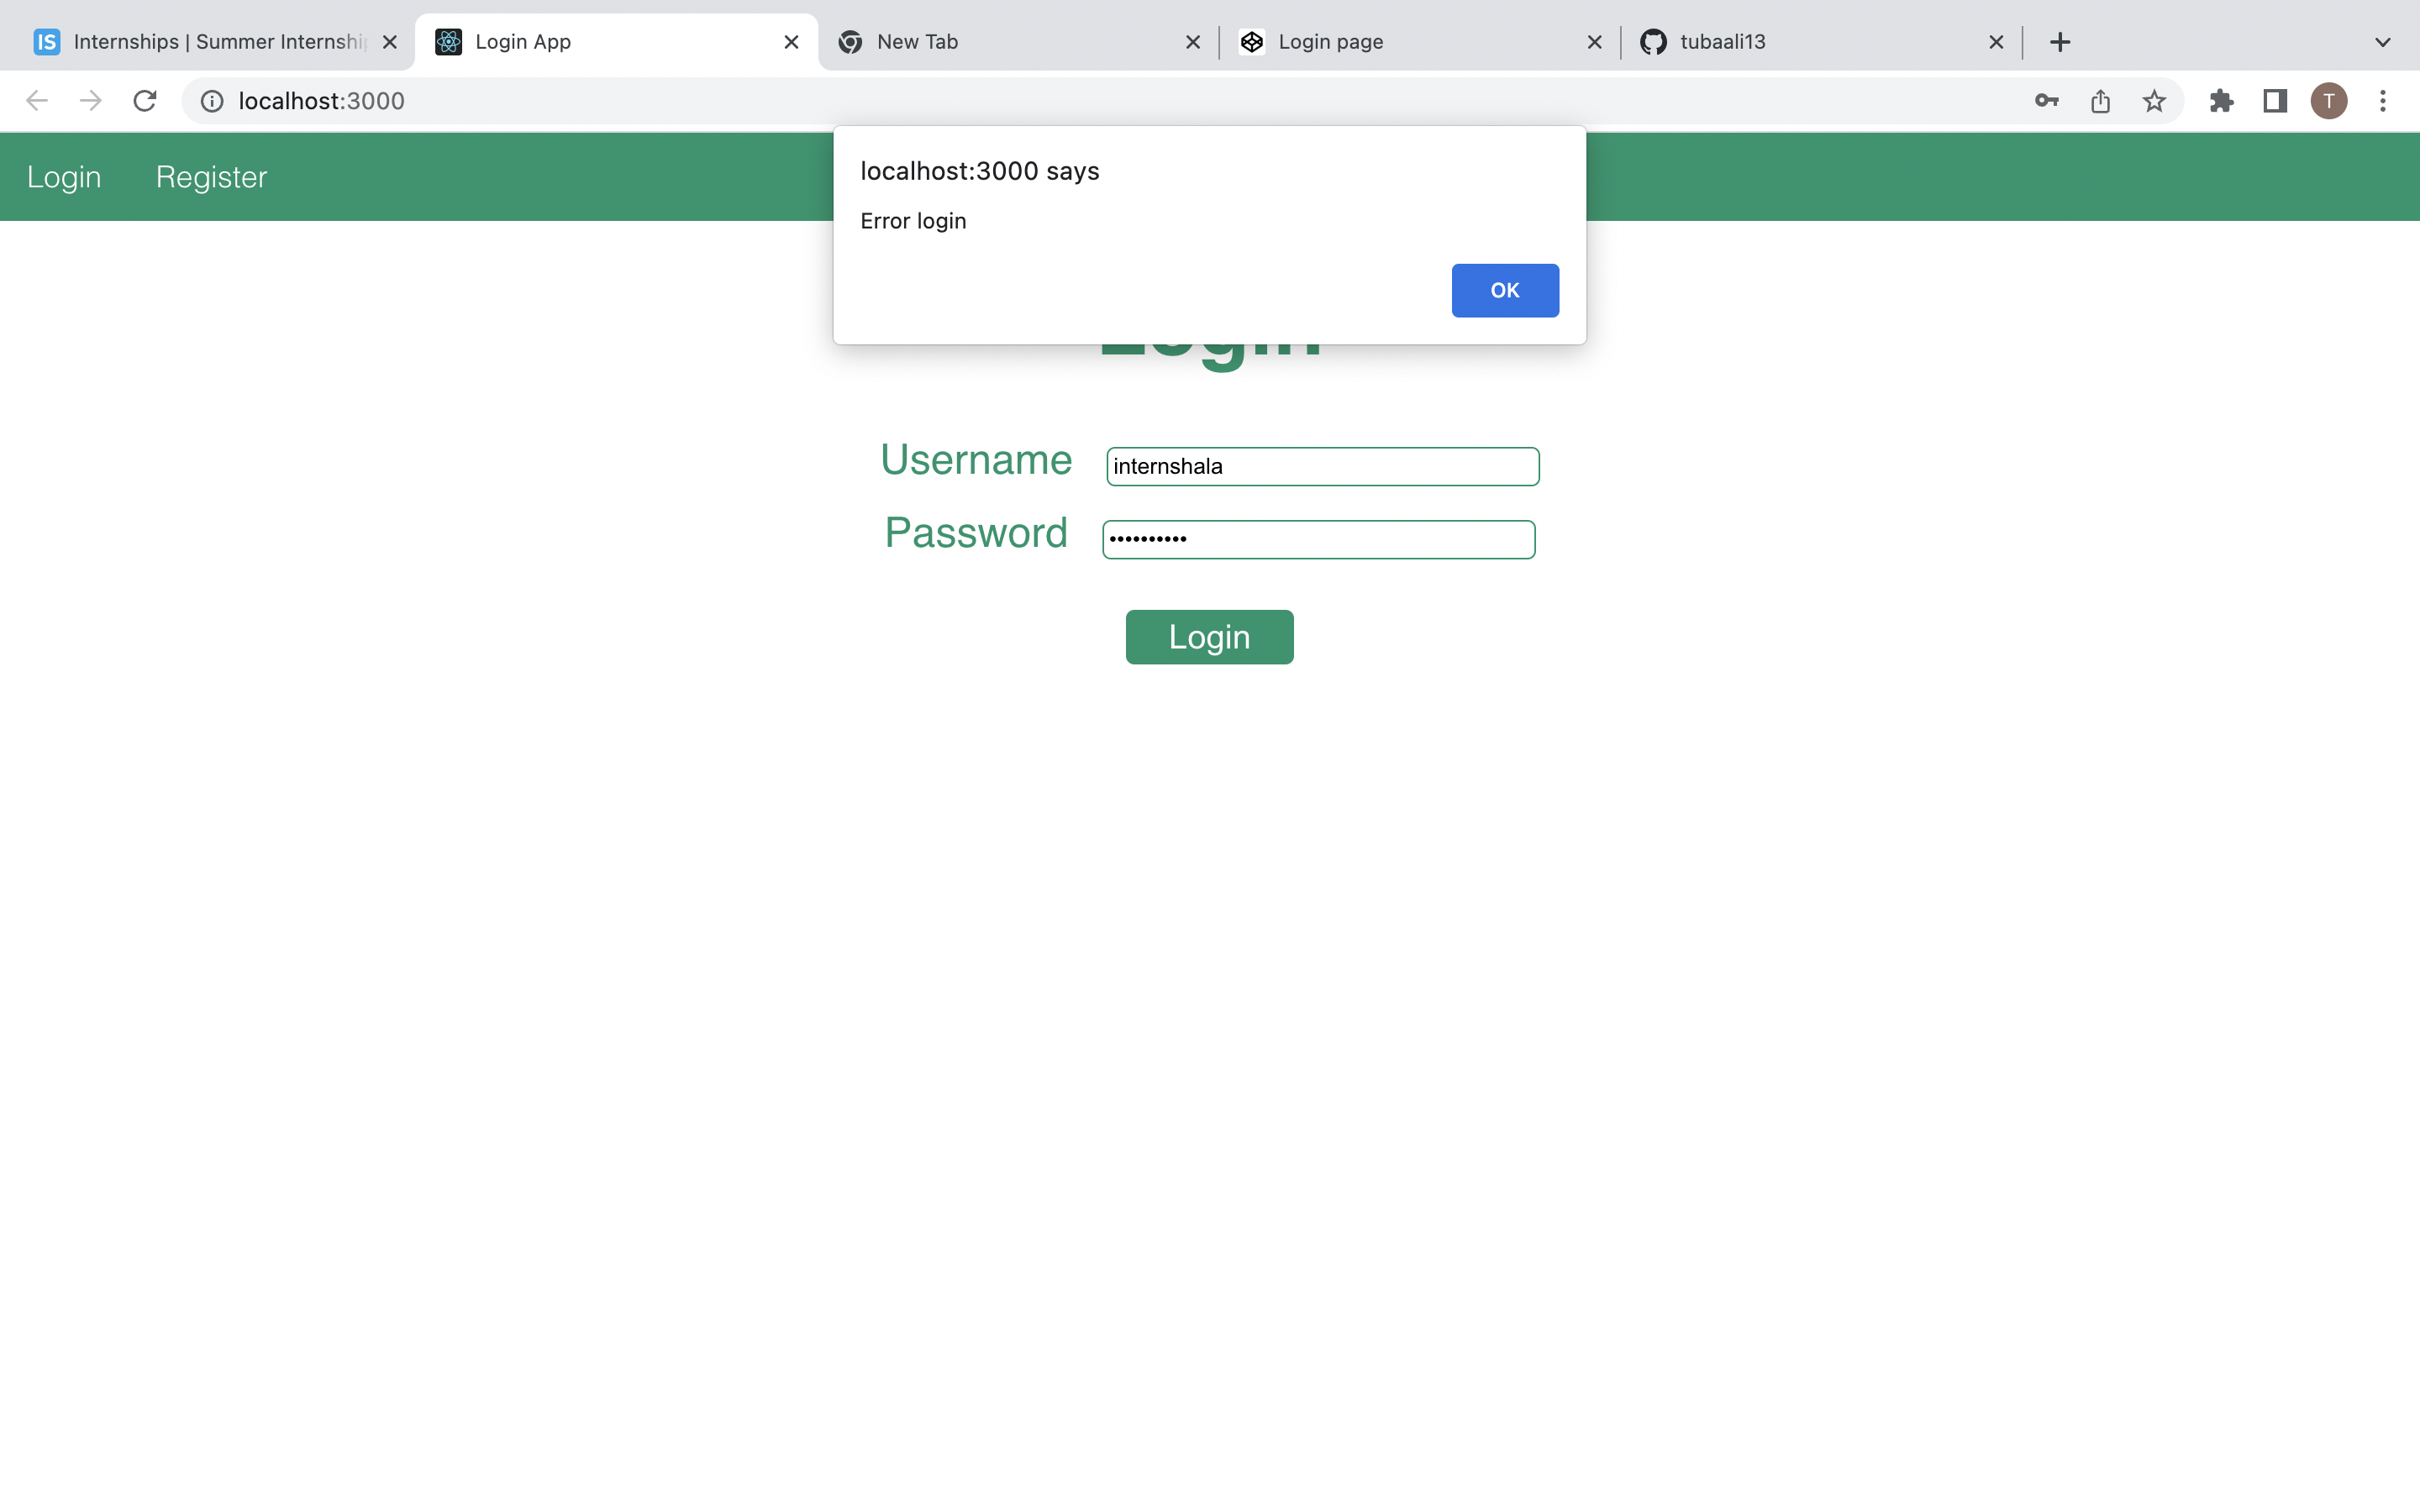 IS Internships | Summer Internshi
Login App
New Tab
Login page
tubaali13
localhost:3000
T
Login Register
localhost:3000 says
Error login
OK
Login
Username internshala
Password ••••••••••
Login